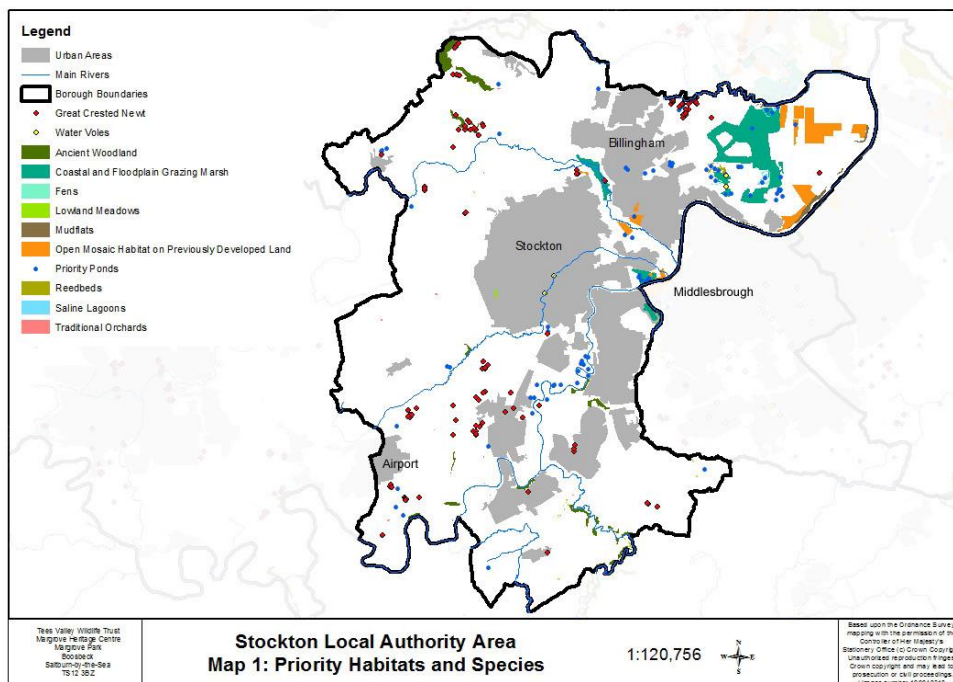 Legend
Urban Areas
Main Rivers
Borough Boundaries
Great Crested Newt
Water Voles
Ancient Woodland
Coastal and Floodplain Grazing Marsh
Fens
Lowland Meadows
Mudflats
Open Mosaic Habitat on Previously Developed Land
Priority Ponds
Reedbeds
Saline Lagoons
Traditional Orchards
Billingham
Stockton
Middlesbrough
Airport
Tees Valley Wildlife Trust
Margrove Heritage Centre
Margrove Park
Boosbeck
Saltburn-by-the-Sea
TS12 3BZ
Stockton Local Authority Area
Map 1: Priority Habitats and Species
1:120,756
N
W E
S
Based upon the Ordnance Survey
mapping with the permission of the
Controller of Her Majesty's
Stationery Office (c) Crown Copyrig
Unauthorized reproduction fringes
Crown copyright and may lead to
prosecution or civil proceedings.